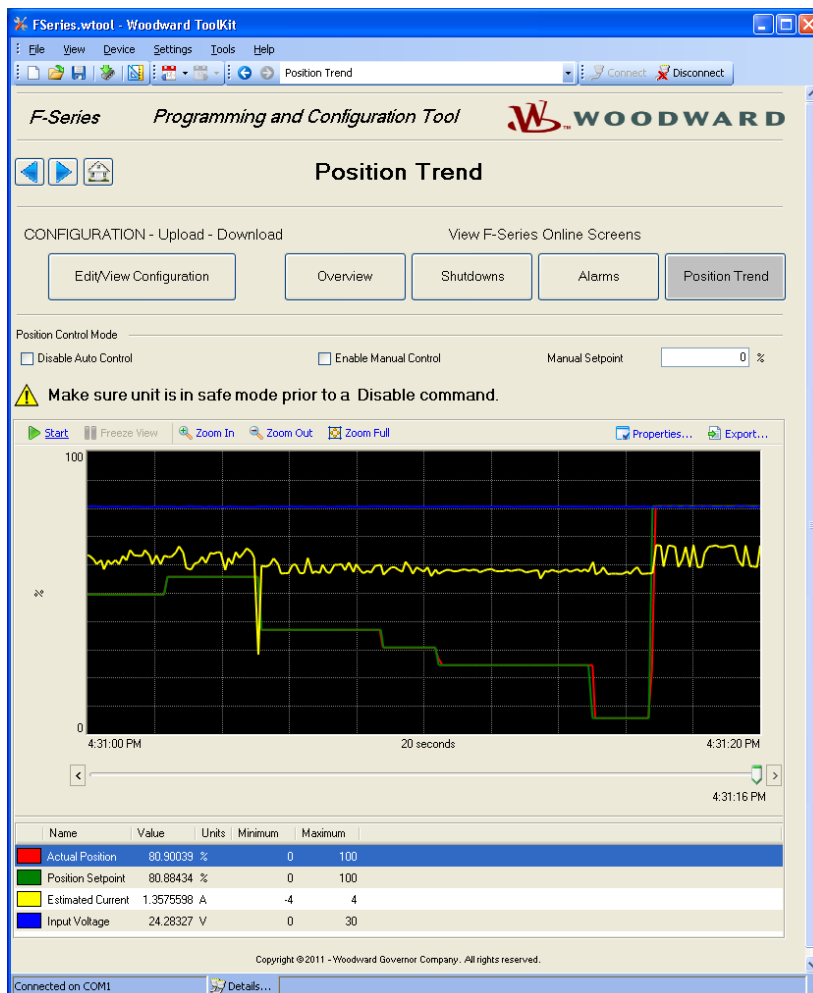 FSeries.wtool - Woodward ToolKit
File View Device Settings Tools Help
Position Trend Connect Disconnect
F-Series Programming and Configuration Tool WOODWARD
Position Trend
CONFIGURATION - Upload - Download View F-Series Online Screens
Edit/View Configuration Overview Shutdowns Alarms Position Trend
Position Control Mode
Disable Auto Control Enable Manual Control Manual Setpoint 0 %
Make sure unit is in safe mode prior to a Disable command.
Start Freeze View Zoom In Zoom Out Zoom Full Properties... Export...
100
%
0
4:31:00 PM 20 seconds 4:31:20 PM
4:31:16 PM
Name Value Units Minimum Maximum
Actual Position 80.90039 % 0 100
Position Setpoint 80.88434 % 0 100
Estimated Current 1.3575598 A -4 4
Input Voltage 24.28327 V 0 30
Copyright @2011 - Woodward Governor Company. All rights reserved.
Connected on COM1 Details...